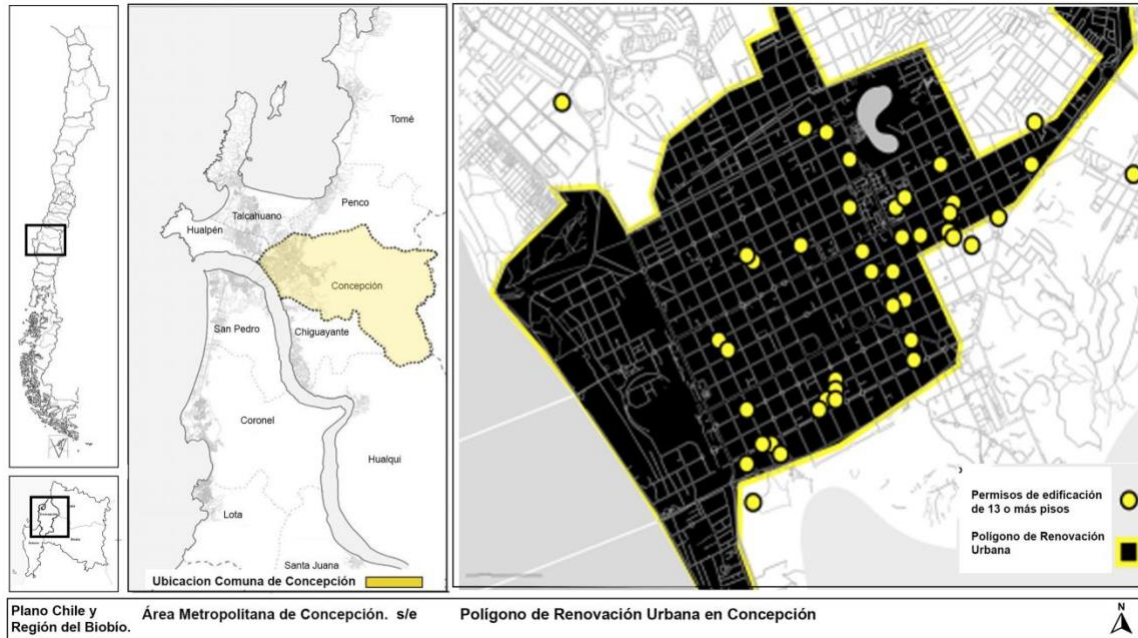 Tomé
Penco
Talcahuano
Hualpén
Concepción
San Pedro
Chiguayante
Coronel
Hualqui
Lota
Santa Juana
Ubicacion Comuna de Concepción
Permisos de edificación
de 13 o más pisos
Polígono de Renovación
Urbana
Plano Chile y
Región del Biobío.
Área Metropolitana de Concepción. s/e
Polígono de Renovación Urbana en Concepción
N